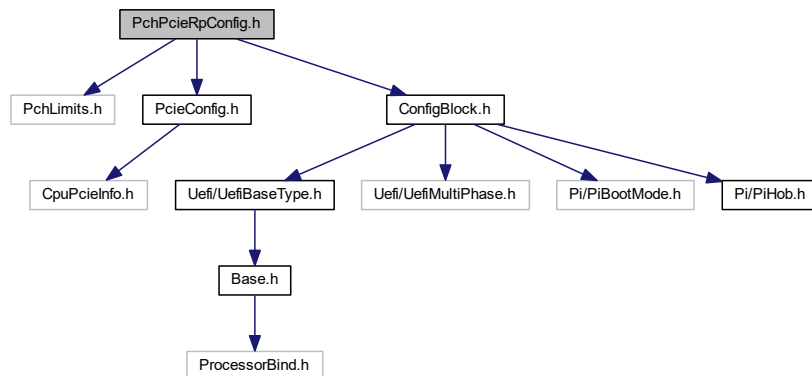 PchPcieRpConfig.h
PchLimits.h
PcieConfig.h
ConfigBlock.h
CpuPcieInfo.h
Uefi/UefiBaseType.h
Uefi/UefiMultiPhase.h
Pi/PiBootMode.h
Pi/PiHob.h
Base.h
ProcessorBind.h